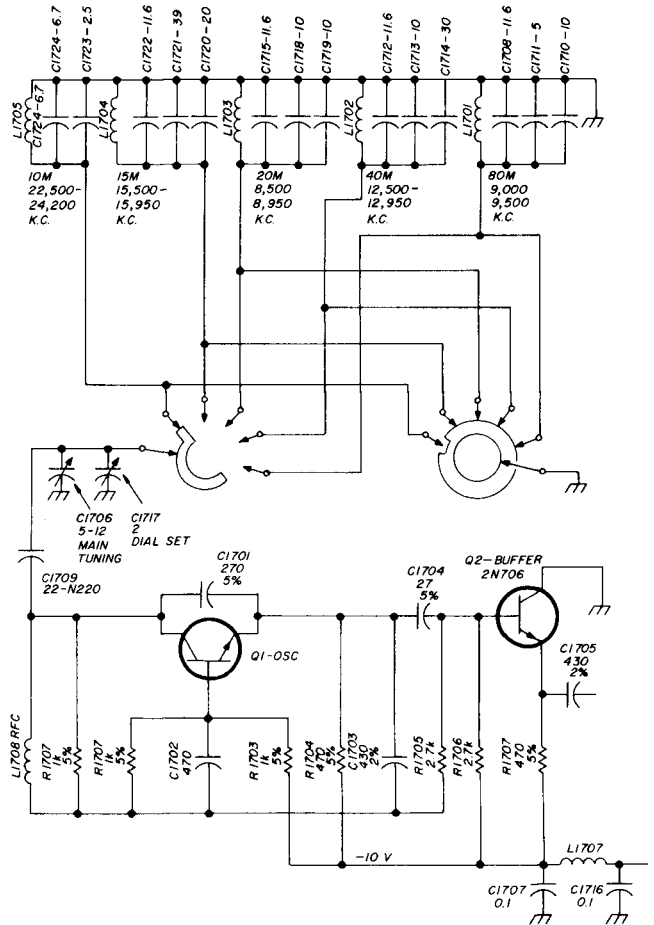 C1724-6.7
C1723-2.5
C1722-11.6
C1721-39
C1720-20
C1715-11.6
C1718-10
C1719-10
C1712-11.6
C1713-10
C1714-30
C1708-11.6
C1711-5
C1710-10
L1705
C1724-6.7
L1704
L1703
L1702
L1701
10M
22,500-
24,200
K.C.
15M
15,500-
15,950
K.C.
20M
8,500
8,950
K.C.
40M
12,500-
12,950
K.C.
80M
9,000
9,500
K.C.
C1706
5-12
MAIN
TUNING
C1717
2
DIAL SET
C1709
22-N220
C1701
270
5%
Q1-OSC
C1704
27
5%
Q2-BUFFER
2N706
C1705
430
2%
L1708 RFC
R1707
1k
5%
R1707
1k
5%
C1702
470
R1703
1k
5%
R1704
470
5%
C1703
430
2%
R1705
2.7k
R1706
2.7k
R1707
470
5%
-10 V
L1707
C1707
0.1
C1716
0.1